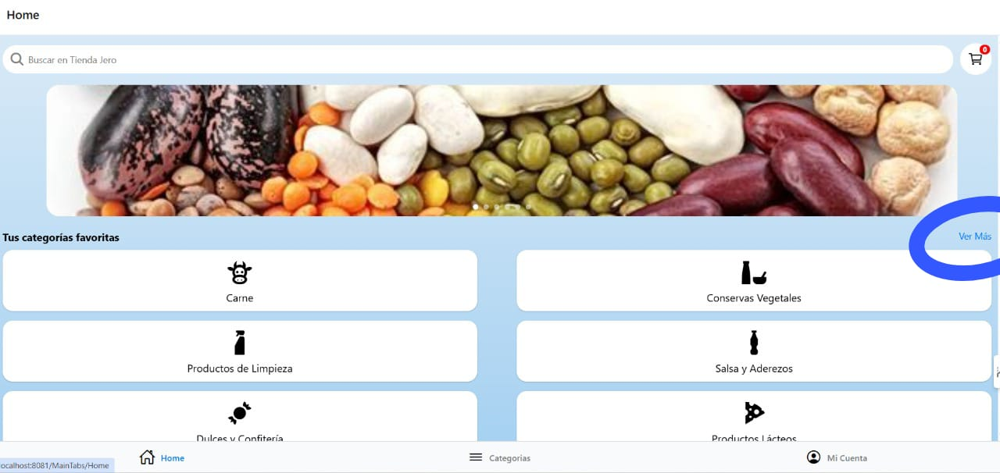 Home
Buscar en Tienda Jero
0
Tus categorías favoritas
Ver Más
Carne
Conservas Vegetales
Productos de Limpieza
Salsa y Aderezos
Dulces y Confitería
Productos Lácteos
Home
Categorias
Mi Cuenta
localhost:8081/MainTabs/Home